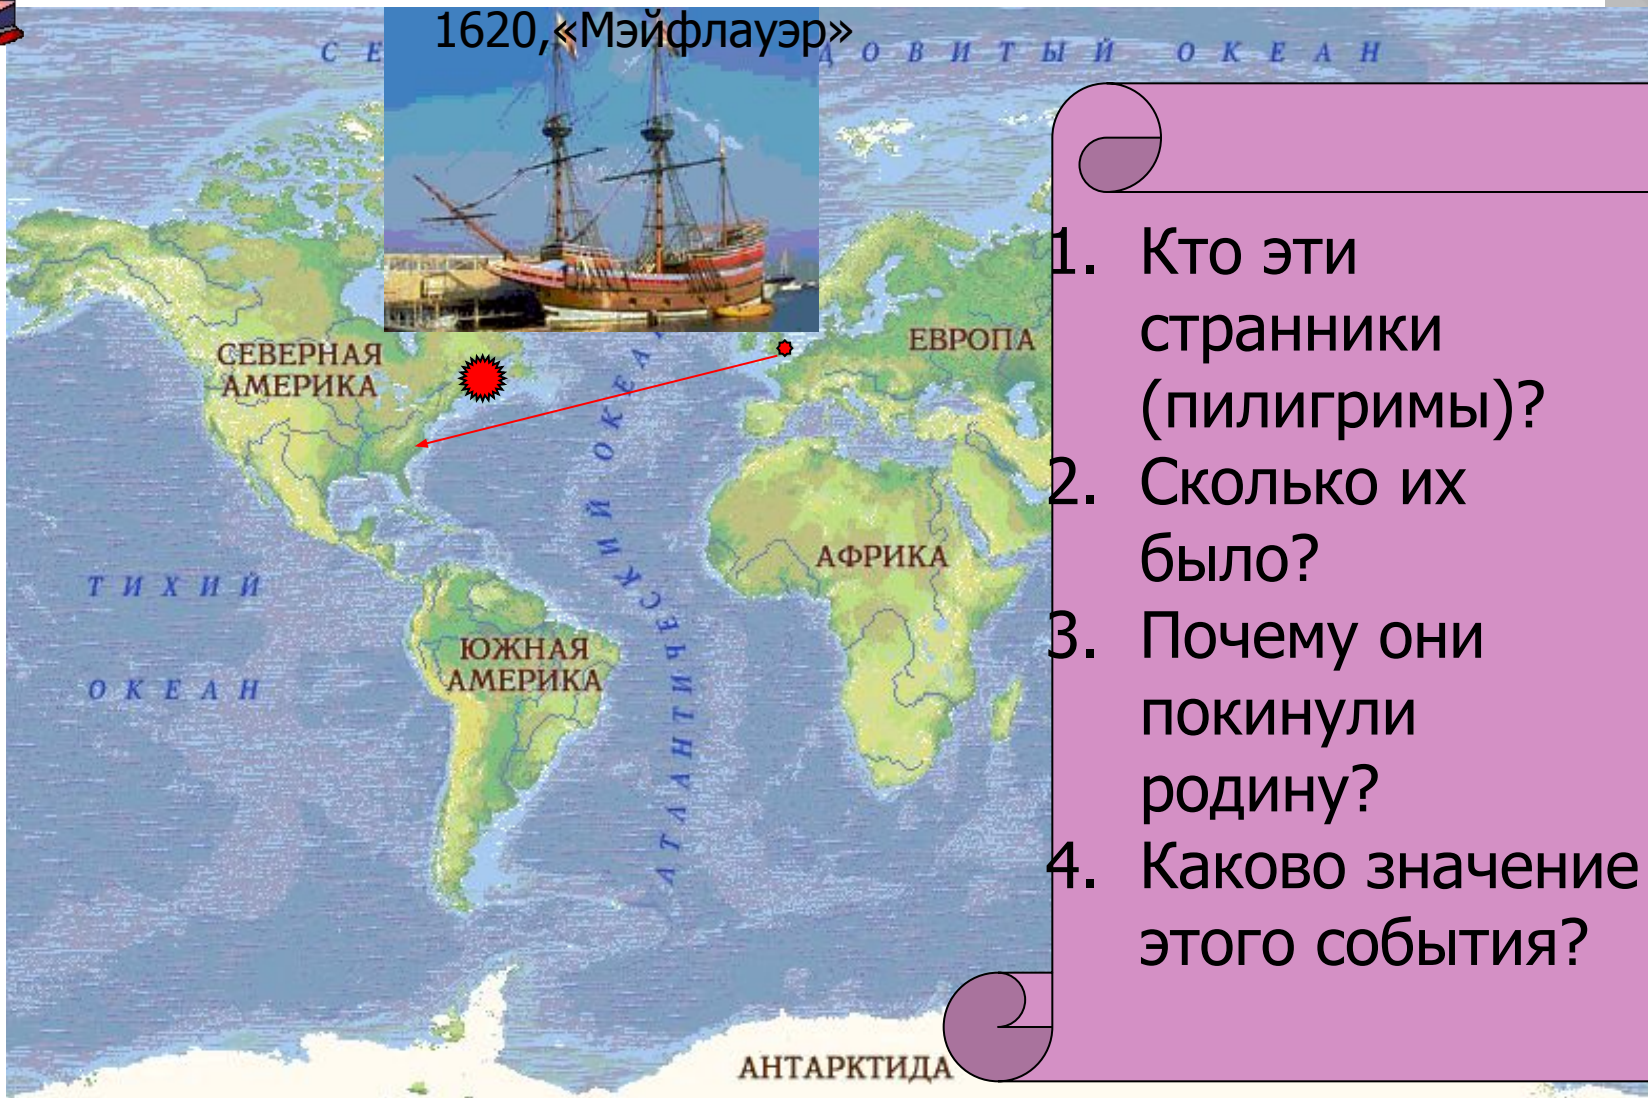 1620,«Мэйфлауэр»
С Е
Д О В И Т Ы Й О К Е А Н
1. Кто эти
странники
(пилигримы)?
2. Сколько их
было?
3. Почему они
покинули
родину?
4. Каково значение
этого события?
СЕВЕРНАЯ
АМЕРИКА
ЕВРОПА
АТЛАНТИЧЕСКИЙ ОКЕАН
АФРИКА
ТИХИЙ
ОКЕАН
ЮЖНАЯ
АМЕРИКА
АНТАРКТИДА